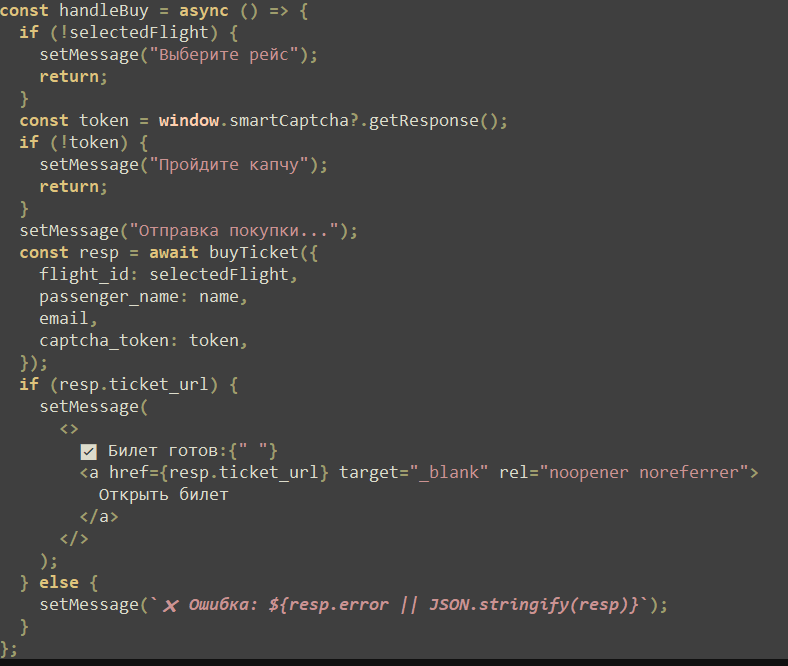 const handleBuy = async () => {
  if (!selectedFlight) {
    setMessage("Выберите рейс");
    return;
  }
  const token = window.smartCaptcha?.getResponse();
  if (!token) {
    setMessage("Пройдите капчу");
    return;
  }
  setMessage("Отправка покупки...");
  const resp = await buyTicket({
    flight_id: selectedFlight,
    passenger_name: name,
    email,
    captcha_token: token,
  });
  if (resp.ticket_url) {
    setMessage(
      <>
        ✅ Билет готов:{" "}
        <a href={resp.ticket_url} target="_blank" rel="noopener noreferrer">
          Открыть билет
        </a>
      </>
    );
  } else {
    setMessage(`❌ Ошибка: ${resp.error || JSON.stringify(resp)}`);
  }
};